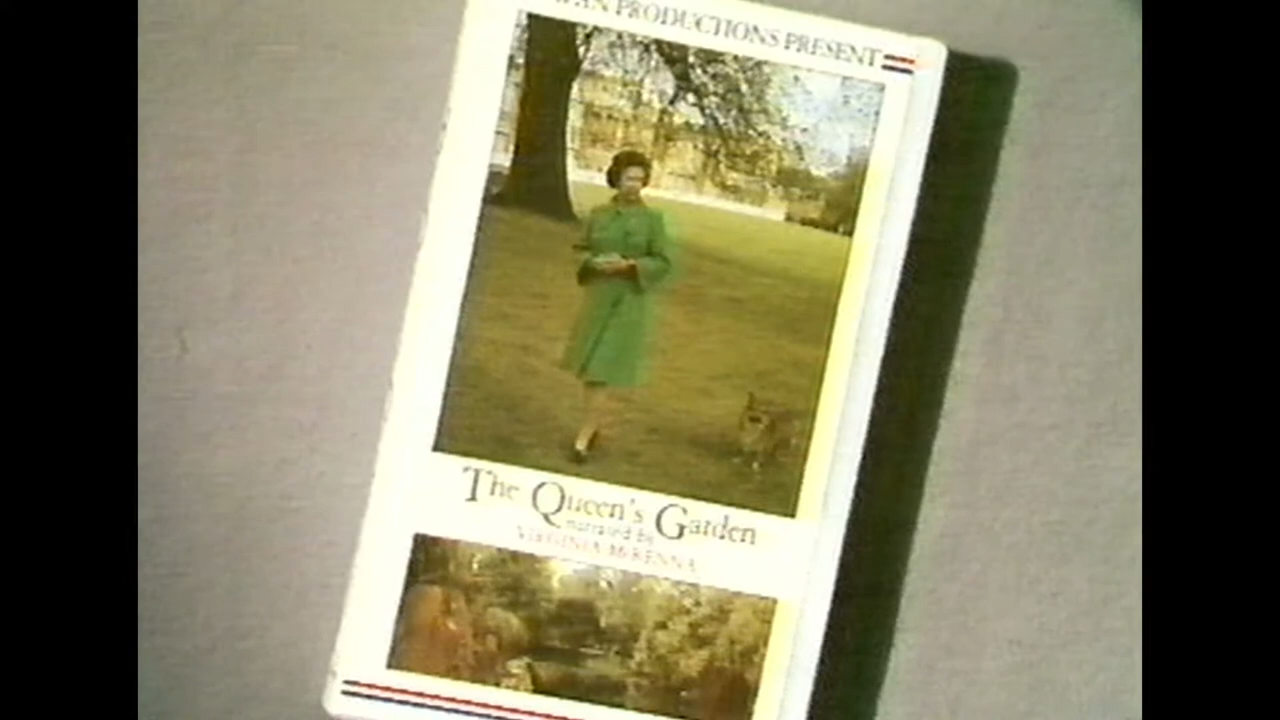 PRODUCTIONS PRESENT
The Queen's Garden
narrated by
VIRGINIA McKENNA